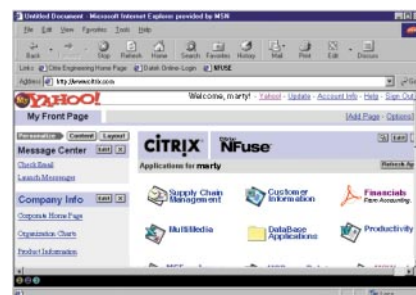 Untitled Document - Microsoft Internet Explorer provided by MSN
File Edit View Favorites Tools Help
Back Stop Refresh Home Search Favorites History Mail Print Edit Discuss
Links Citrix Engineering Home Page Datek Online-Login NFUSE
Address http://www.citrix.com
YAHOO! Welcome, marty! - Yahoo! - Update - Account Info - Help - Sign Out
My Front Page [Add Page - Options]
Personalize Content Layout
Message Center Edit X
Check Email
Launch Messenger
Company Info Edit X
Corporate Home Page
Organization Charts
Product Information
CITRIX NFuse
Edit
Applications for marty
Refresh
Supply Chain Management
Customer Information
Financials
From Accounting.
MultiMedia
DataBase Applications
Productivity